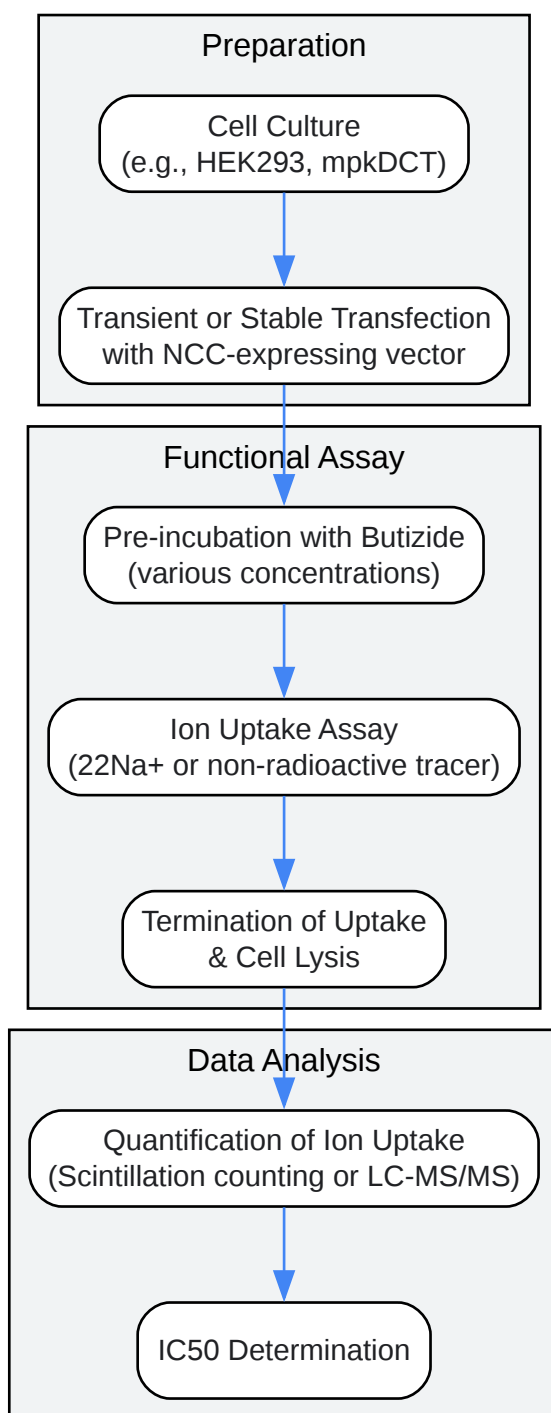 Preparation
Cell Culture
(e.g., HEK293, mpkDCT)
Transient or Stable Transfection
with NCC-expressing vector
Functional Assay
Pre-incubation with Butizide
(various concentrations)
Ion Uptake Assay
(22Na+ or non-radioactive tracer)
Termination of Uptake
& Cell Lysis
Data Analysis
Quantification of Ion Uptake
(Scintillation counting or LC-MS/MS)
IC50 Determination